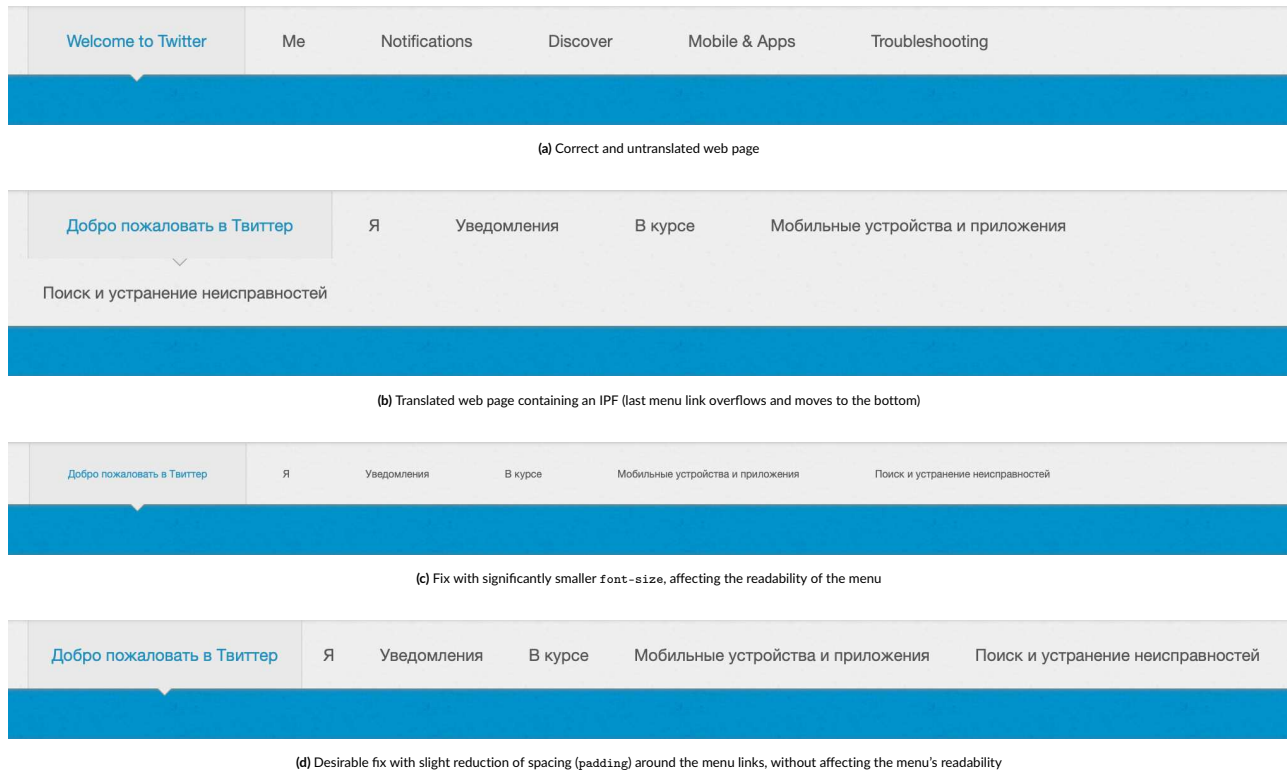 Welcome to Twitter Me Notifications Discover Mobile & Apps Troubleshooting
(a) Correct and untranslated web page
Добро пожаловать в Твиттер Я Уведомления В курсе Мобильные устройства и приложения
Поиск и устранение неисправностей
(b) Translated web page containing an IPF (last menu link overflows and moves to the bottom)
Добро пожаловать в Твиттер Я Уведомления В курсе Мобильные устройства и приложения Поиск и устранение неисправностей
(c) Fix with significantly smaller font-size, affecting the readability of the menu
Добро пожаловать в Твиттер Я Уведомления В курсе Мобильные устройства и приложения Поиск и устранение неисправностей
(d) Desirable fix with slight reduction of spacing (padding) around the menu links, without affecting the menu's readability